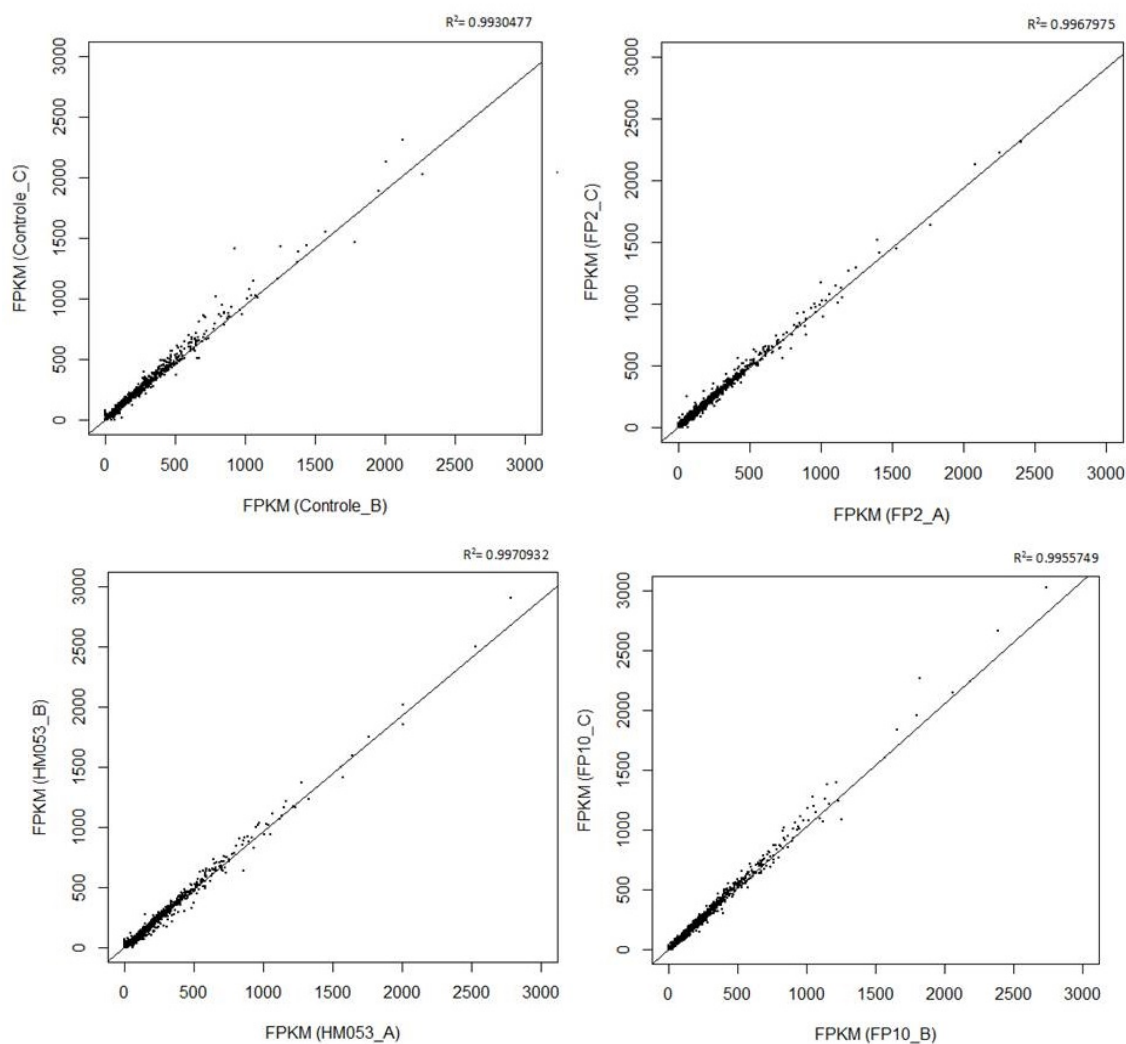 R²= 0.9930477
FPKM (Controle_C)
3000
2500
2000
1500
1000
500
0
0 500 1000 1500 2000 2500 3000
FPKM (Controle_B)
R²= 0.9967975
FPKM (FP2_C)
3000
2500
2000
1500
1000
500
0
0 500 1000 1500 2000 2500 3000
FPKM (FP2_A)
R²= 0.9970932
FPKM (HM053_B)
3000
2500
2000
1500
1000
500
0
0 500 1000 1500 2000 2500 3000
FPKM (HM053_A)
R²= 0.9955749
FPKM (FP10_C)
3000
2500
2000
1500
1000
500
0
0 500 1000 1500 2000 2500 3000
FPKM (FP10_B)